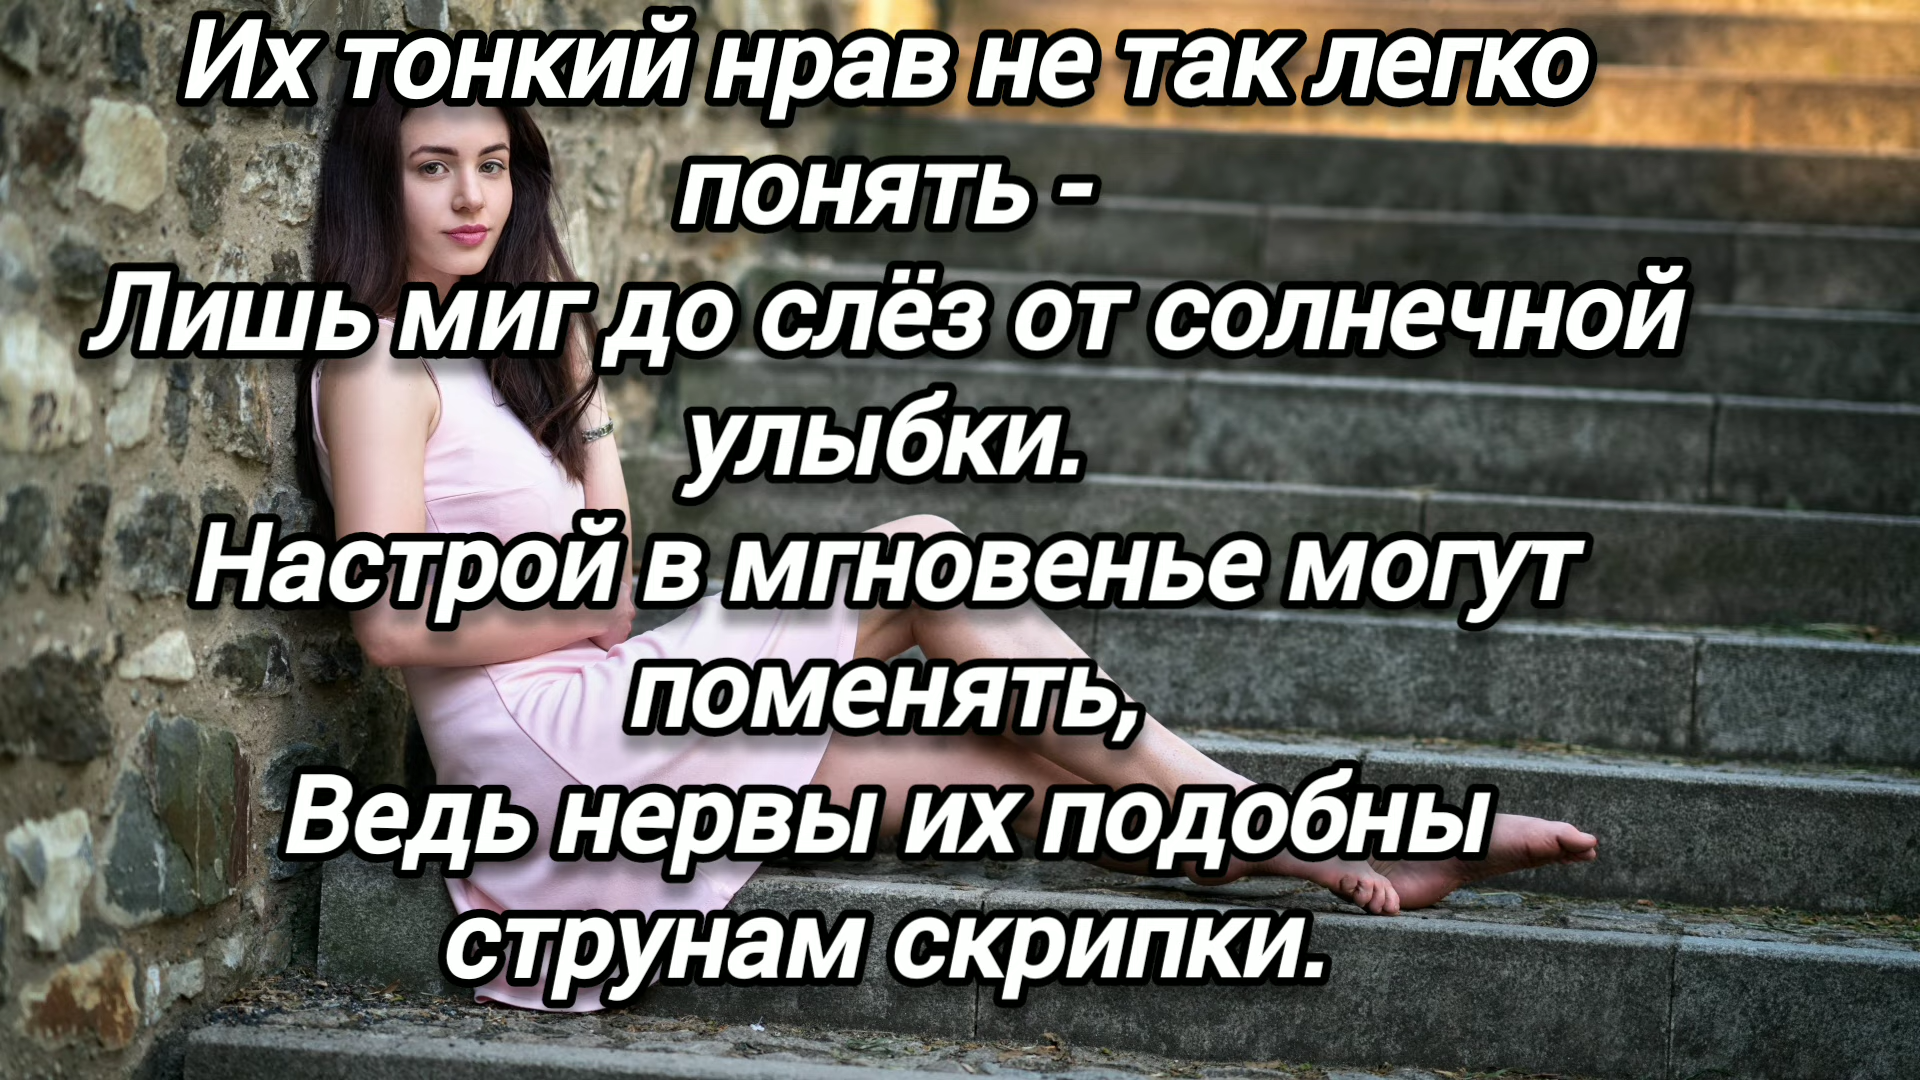 Их тонкий нрав не так легко
понять -
Лишь миг до слёз от солнечной
улыбки.
Настрой в мгновенье могут
поменять,
Ведь нервы их подобны
струнам скрипки.